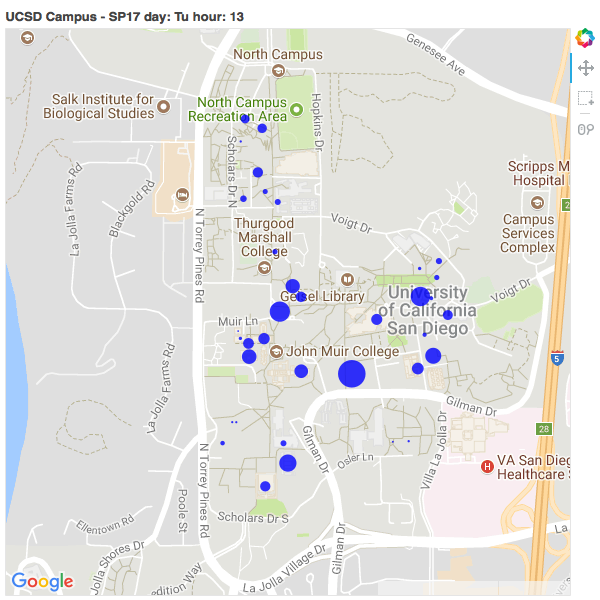 UCSD Campus - SP17 day: Tu hour: 13
Genesee Ave
North Campus
Salk Institute for
Biological Studies
North Campus
Recreation Area
Hopkins Dr
Scholars Dr N
Scripps M
Hospital
La Jolla Farms Rd
Blackgold Rd
2
N Torrey Pines Rd
Voigt Dr
Campus
Services
Complex
Thurgood
Marshall
College
Geisel Library
University
of California
San Diego
Voigt Dr
Muir Ln
John Muir College
5
La Jolla Farms Rd
Gilman Dr
Villa La Jolla Dr
28
N Torrey Pines Rd
Gilman Dr
Osler Ln
VA San Dieg
Healthcare S
Poole St
Ellentown Rd
Scholars Dr S
La
La Jolla Shores Dr
Gilman Dr
La Jolla Village Dr
edition Way
Google